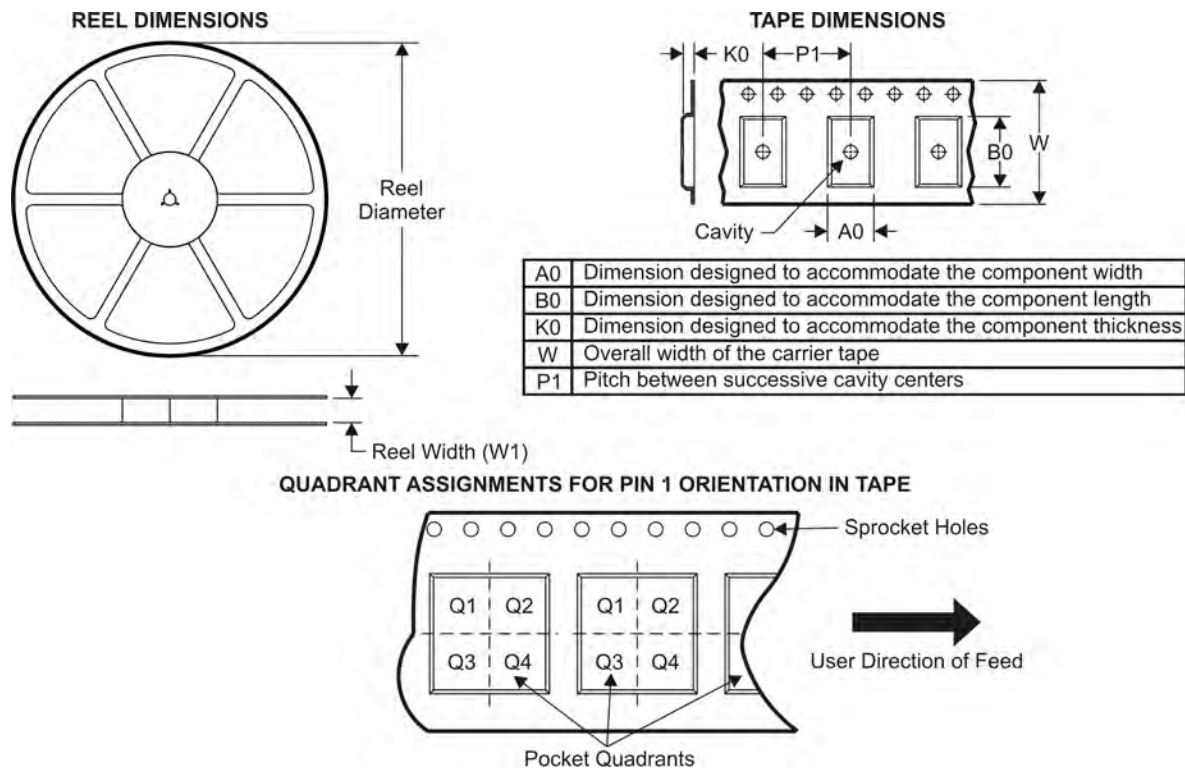 REEL DIMENSIONS
Reel
Diameter
Reel Width (W1)
TAPE DIMENSIONS
K0
P1
W
B0
Cavity
A0
A0 Dimension designed to accommodate the component width
B0 Dimension designed to accommodate the component length
K0 Dimension designed to accommodate the component thickness
W Overall width of the carrier tape
P1 Pitch between successive cavity centers
QUADRANT ASSIGNMENTS FOR PIN 1 ORIENTATION IN TAPE
Sprocket Holes
Q1 Q2 Q1 Q2
Q3 Q4 Q3 Q4
User Direction of Feed
Pocket Quadrants